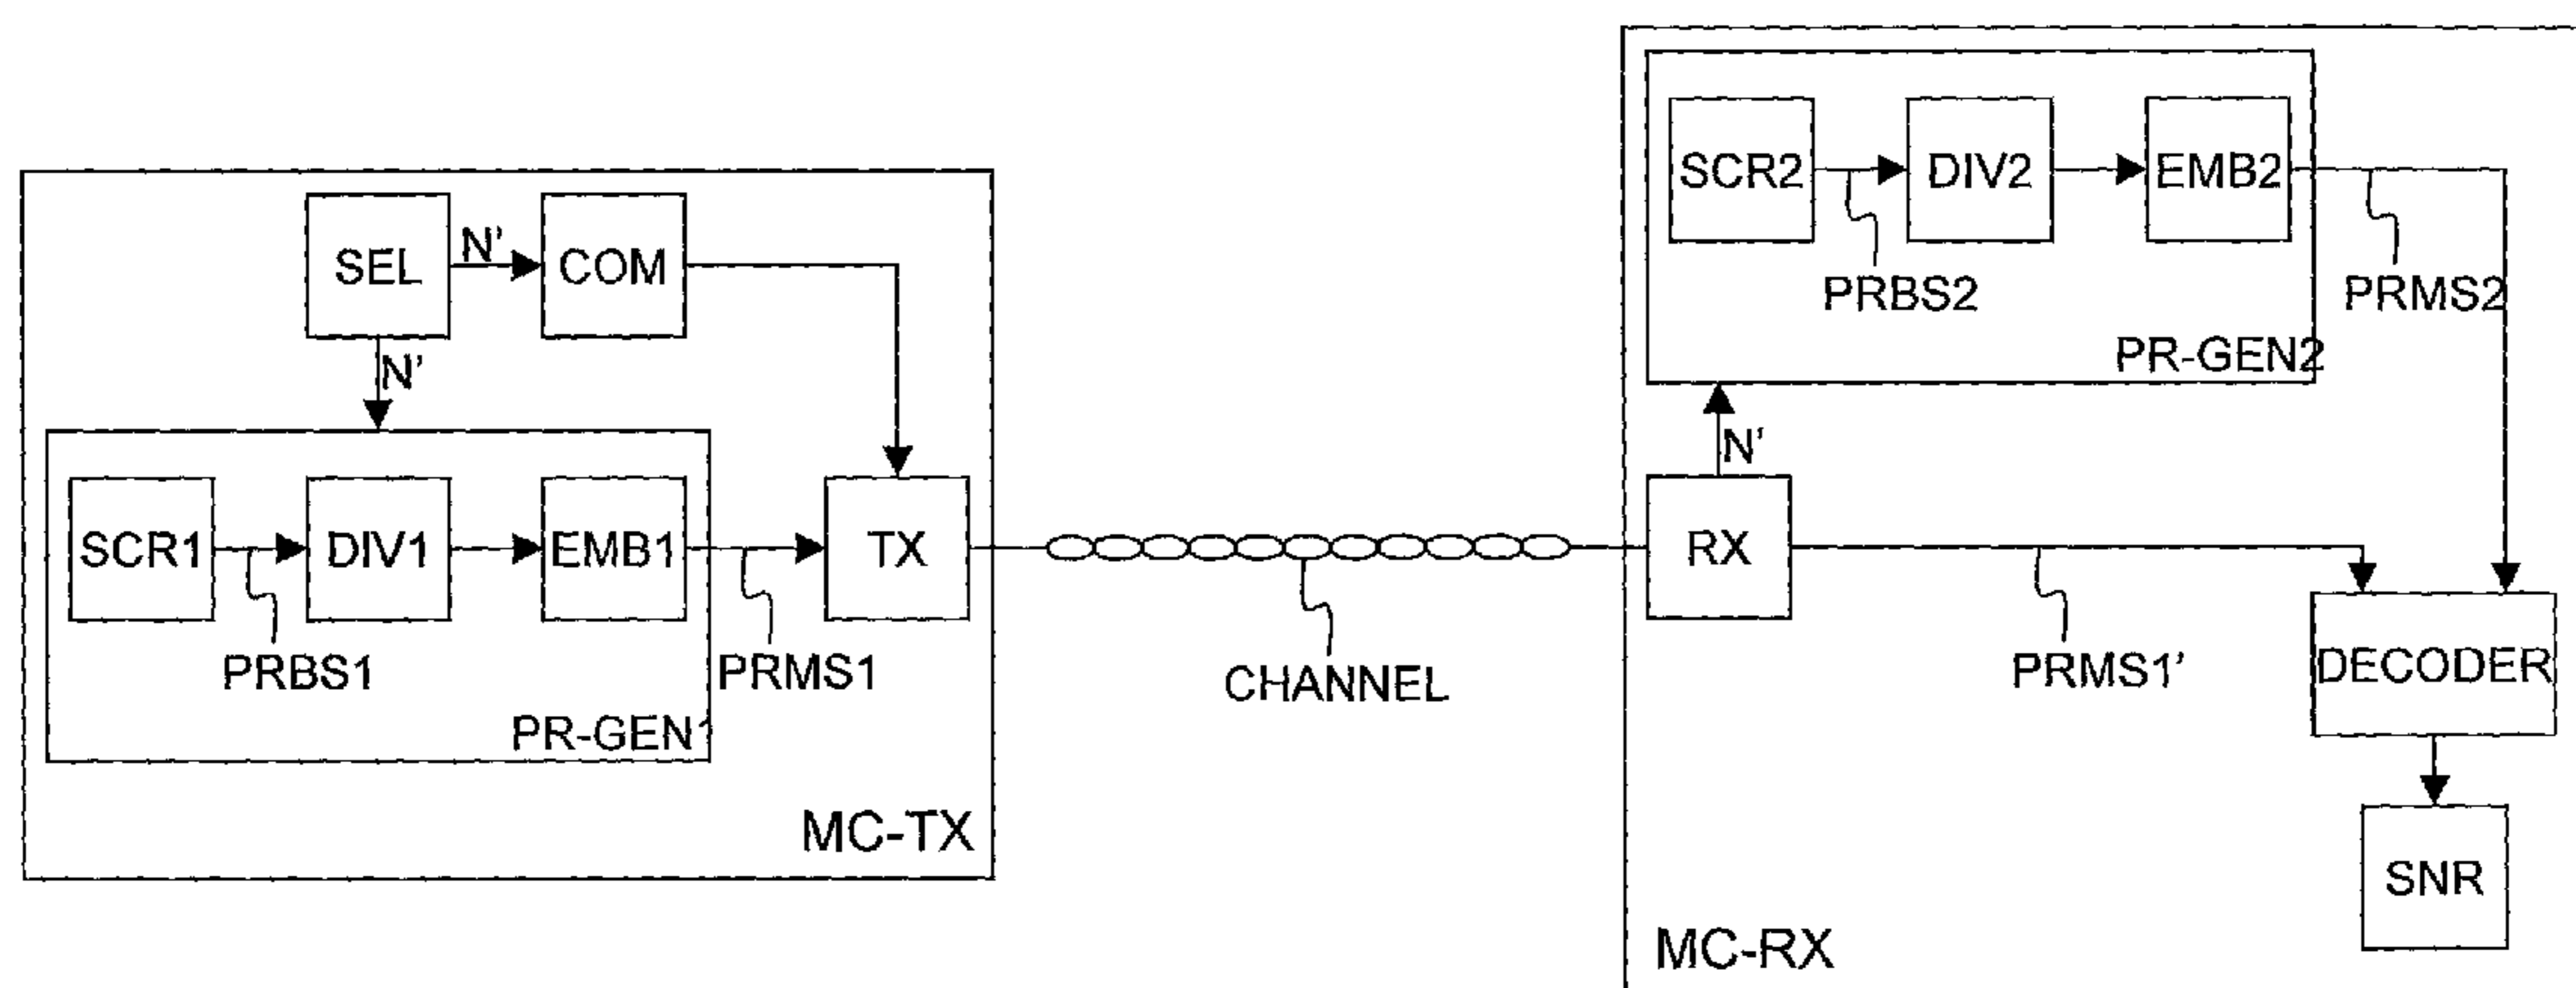 SCR2
DIV2
EMB2
PRBS2
PRMS2
PR-GEN2
SEL
N'
COM
N'
N'
SCR1
DIV1
EMB1
TX
RX
PRBS1
PRMS1
CHANNEL
PRMS1'
DECODER
PR-GEN1
MC-TX
SNR
MC-RX